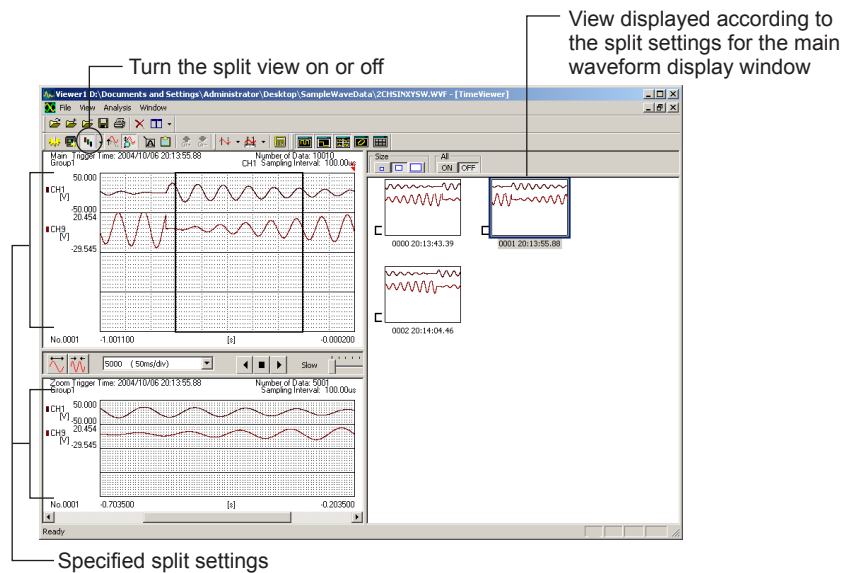 View displayed according to
the split settings for the main
waveform display window
Turn the split view on or off
Viewer1 D:\Documents and Settings\Administrator\Desktop\SampleWaveData\2CHSINXYSW.WVF - [TimeViewer]
File View Analysis Window
Main Trigger Time: 2004/10/06 20:13:55.88 Number of Data: 10010
Group1 CH1 Sampling Interval: 100.00us
50.000
CH1
[V]
-50.000
20.454
CH9
[V]
-29.545
No.0001 -1.001100 [s] -0.000200
Size All
ON OFF
0000 20:13:43.39 0001 20:13:55.88
0002 20:14:04.46
5000 (50ms/div) Slow
Zoom Trigger Time: 2004/10/06 20:13:55.88 Number of Data: 5001
Group1 Sampling Interval: 100.00us
50.000
CH1
[V]
-50.000
20.454
CH9
[V]
-29.545
No.0001 -0.703500 [s] -0.203500
Ready
Specified split settings